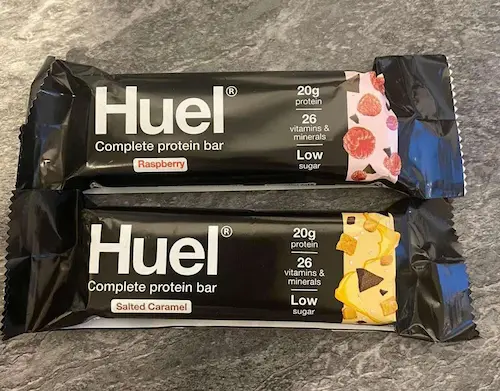 Huel®
Complete protein bar
Raspberry
20g
protein
26
vitamins &
minerals
Low
sugar
Huel®
Complete protein bar
Salted Caramel
20g
protein
26
vitamins &
minerals
Low
sugar